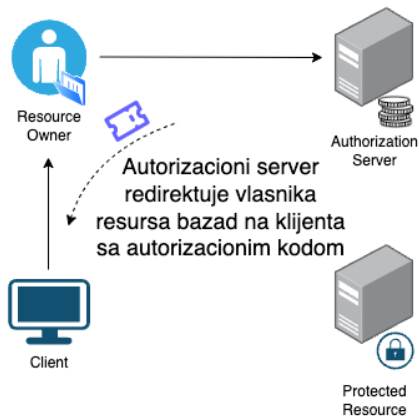 Resource
Owner
Authorization
Server
Autorizacioni server
redirektuje vlasnika
resursa bazad na klijenta
sa autorizacionim kodom
Client
Protected
Resource